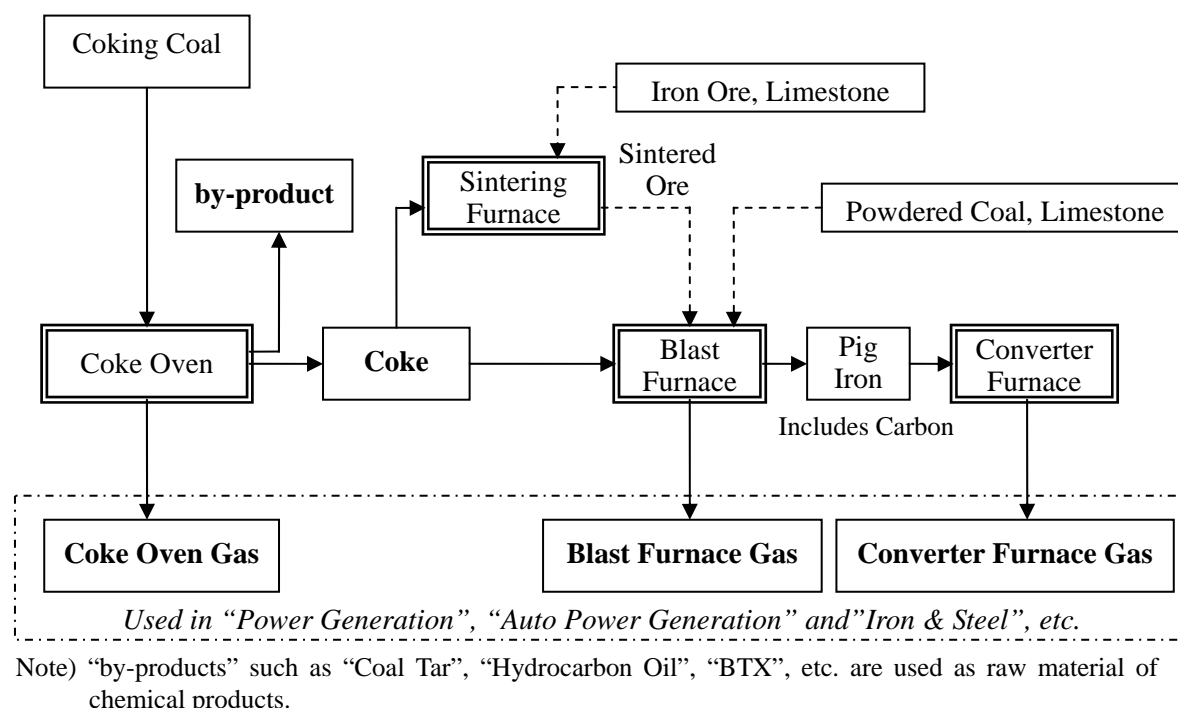 Coking Coal
Iron Ore, Limestone
by-product
Sintering
Furnace
Sintered
Ore
Powdered Coal, Limestone
Coke Oven
Coke
Blast
Furnace
Pig
Iron
Converter
Furnace
Includes Carbon
Coke Oven Gas
Blast Furnace Gas
Converter Furnace Gas
Used in “Power Generation”, “Auto Power Generation” and”Iron & Steel”, etc.
Note) “by-products” such as “Coal Tar”, “Hydrocarbon Oil”, “BTX”, etc. are used as raw material of
chemical products.